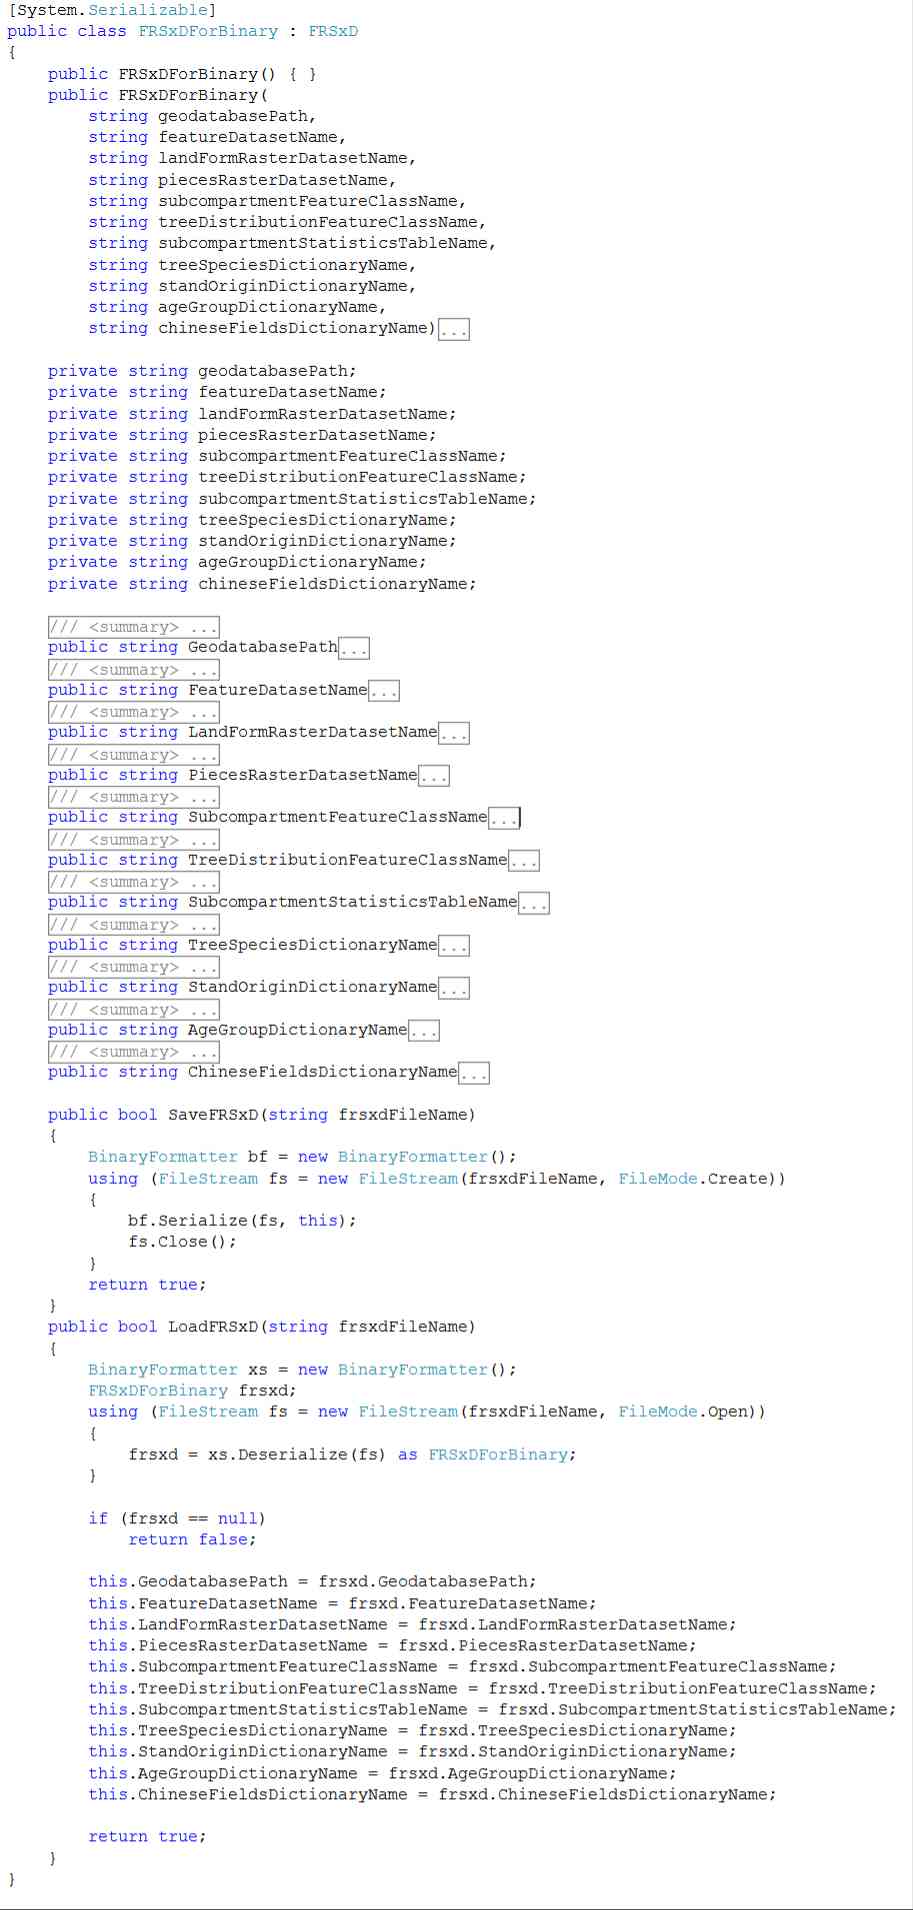 [System.Serializable]
public class FRSxDForBinary : FRSxD
{
    public FRSxDForBinary() { }
    public FRSxDForBinary(
        string geodatabasePath,
        string featureDatasetName,
        string landFormRasterDatasetName,
        string piecesRasterDatasetName,
        string subcompartmentFeatureClassName,
        string treeDistributionFeatureClassName,
        string subcompartmentStatisticsTableName,
        string treeSpeciesDictionaryName,
        string standOriginDictionaryName,
        string ageGroupDictionaryName,
        string chineseFieldsDictionaryName)...
    private string geodatabasePath;
    private string featureDatasetName;
    private string landFormRasterDatasetName;
    private string piecesRasterDatasetName;
    private string subcompartmentFeatureClassName;
    private string treeDistributionFeatureClassName;
    private string subcompartmentStatisticsTableName;
    private string treeSpeciesDictionaryName;
    private string standOriginDictionaryName;
    private string ageGroupDictionaryName;
    private string chineseFieldsDictionaryName;
    /// <summary> ...
    public string GeodatabasePath...
    /// <summary> ...
    public string FeatureDatasetName...
    /// <summary> ...
    public string LandFormRasterDatasetName...
    /// <summary> ...
    public string PiecesRasterDatasetName...
    /// <summary> ...
    public string SubcompartmentFeatureClassName...
    /// <summary> ...
    public string TreeDistributionFeatureClassName...
    /// <summary> ...
    public string SubcompartmentStatisticsTableName...
    /// <summary> ...
    public string TreeSpeciesDictionaryName...
    /// <summary> ...
    public string StandOriginDictionaryName...
    /// <summary> ...
    public string AgeGroupDictionaryName...
    /// <summary> ...
    public string ChineseFieldsDictionaryName...
    public bool SaveFRSxD(string frsxdFileName)
    {
        BinaryFormatter bf = new BinaryFormatter();
        using (FileStream fs = new FileStream(frsxdFileName, FileMode.Create))
        {
            bf.Serialize(fs, this);
            fs.Close();
        }
        return true;
    }
    public bool LoadFRSxD(string frsxdFileName)
    {
        BinaryFormatter xs = new BinaryFormatter();
        FRSxDForBinary frsxd;
        using (FileStream fs = new FileStream(frsxdFileName, FileMode.Open))
        {
            frsxd = xs.Deserialize(fs) as FRSxDForBinary;
        }
        if (frsxd == null)
            return false;
        this.GeodatabasePath = frsxd.GeodatabasePath;
        this.FeatureDatasetName = frsxd.FeatureDatasetName;
        this.LandFormRasterDatasetName = frsxd.LandFormRasterDatasetName;
        this.PiecesRasterDatasetName = frsxd.PiecesRasterDatasetName;
        this.SubcompartmentFeatureClassName = frsxd.SubcompartmentFeatureClassName;
        this.TreeDistributionFeatureClassName = frsxd.TreeDistributionFeatureClassName;
        this.SubcompartmentStatisticsTableName = frsxd.SubcompartmentStatisticsTableName;
        this.TreeSpeciesDictionaryName = frsxd.TreeSpeciesDictionaryName;
        this.StandOriginDictionaryName = frsxd.StandOriginDictionaryName;
        this.AgeGroupDictionaryName = frsxd.AgeGroupDictionaryName;
        this.ChineseFieldsDictionaryName = frsxd.ChineseFieldsDictionaryName;
        return true;
    }
}